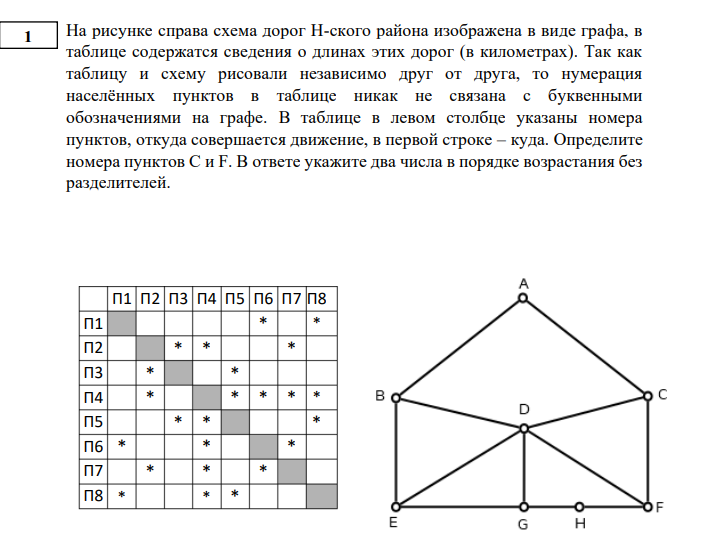 1
На рисунке справа схема дорог Н-ского района изображена в виде графа, в
таблице содержатся сведения о длинах этих дорог (в километрах). Так как
таблицу и схему рисовали независимо друг от друга, то нумерация
населённых пунктов в таблице никак не связана с буквенными
обозначениями на графе. В таблице в левом столбце указаны номера
пунктов, откуда совершается движение, в первой строке – куда. Определите
номера пунктов C и F. В ответе укажите два числа в порядке возрастания без
разделителей.
П1 П2 П3 П4 П5 П6 П7 П8
П1 * *
П2 * * *
П3 * *
П4 * * * * *
П5 * * *
П6 * * *
П7 * * *
П8 * * *
A
B
C
D
E
G
H
F